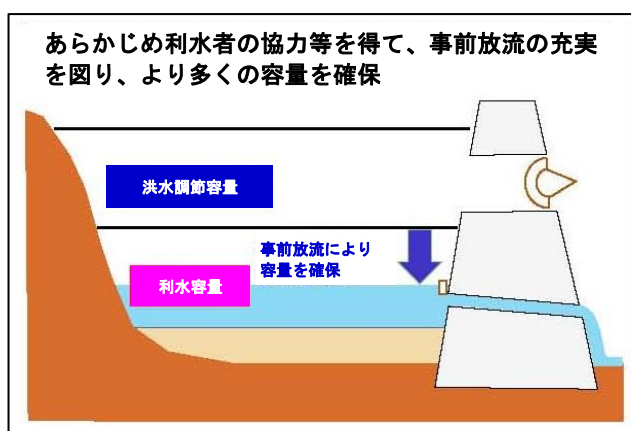 あらかじめ利水者の協力等を得て、事前放流の充実
を図り、より多くの容量を確保
洪水調節容量
事前放流により
容量を確保
利水容量